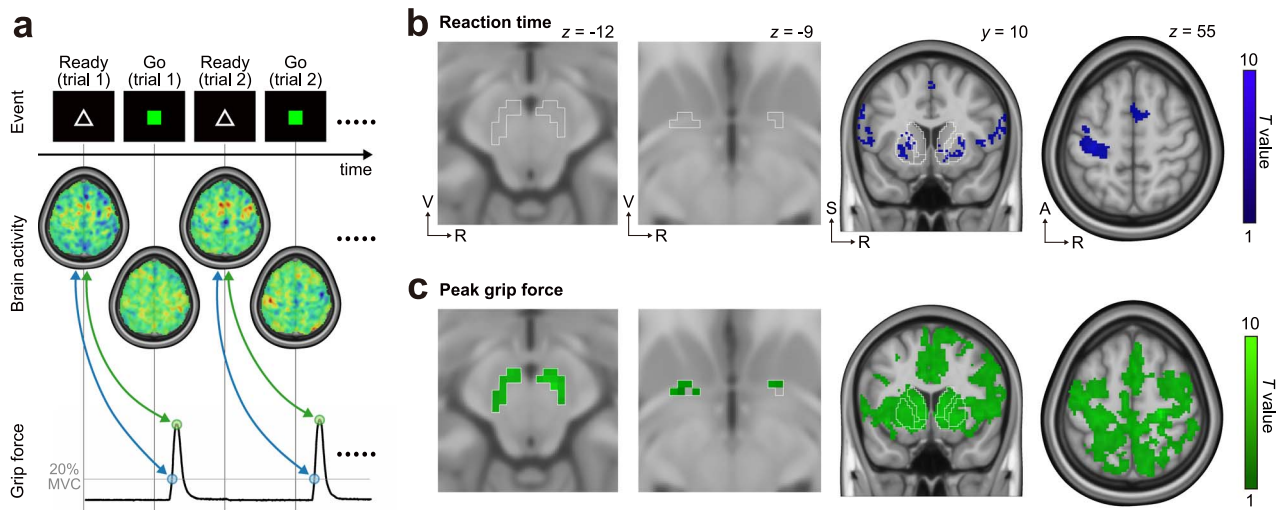 a
Ready
(trial 1)
Go
(trial 1)
Ready
(trial 2)
Go
(trial 2)
Event
time
Brain activity
Grip force
20%
MVC
b
Reaction time
z = -12
z = -9
y = 10
z = 55
V
R
V
R
S
R
A
R
10
T value
1
c
Peak grip force
10
T value
1